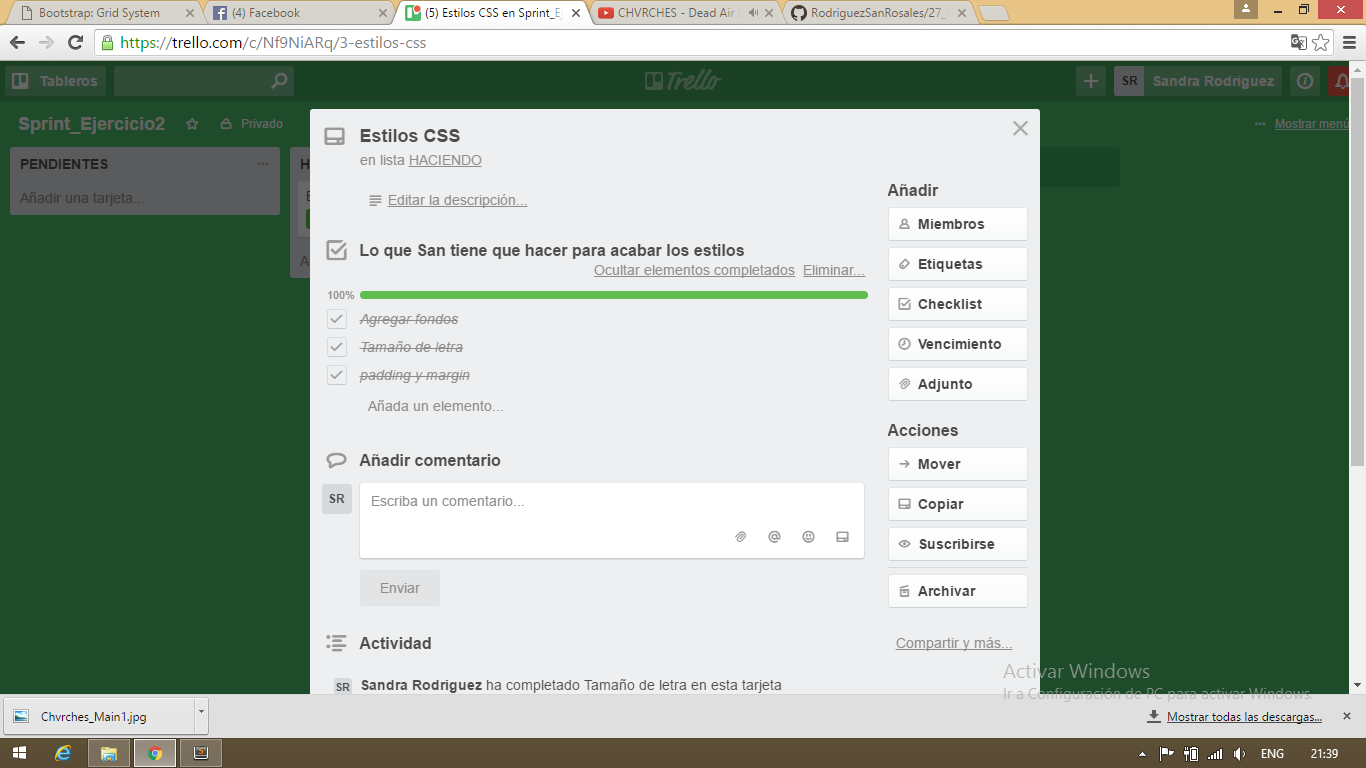 Bootstrap: Grid System
(4) Facebook
(5) Estilos CSS en Sprint_E
CHVRCHES - Dead Air
RodriguezSanRosales/27_
https://trello.com/c/Nf9NiARq/3-estilos-css
Tableros
Trello
SR
Sandra Rodriguez
Sprint_Ejercicio2
Privado
Mostrar menú
PENDIENTES
Añadir una tarjeta...
H
Estilos CSS
en lista HACIENDO
Editar la descripción...
Lo que San tiene que hacer para acabar los estilos
Ocultar elementos completados Eliminar...
100%
Agregar fondos
Tamaño de letra
padding y margin
Añada un elemento...
Añadir comentario
SR
Escriba un comentario...
Enviar
Actividad
SR
Sandra Rodriguez ha completado Tamaño de letra en esta tarjeta
Añadir
Miembros
Etiquetas
Checklist
Vencimiento
Adjunto
Acciones
Mover
Copiar
Suscribirse
Archivar
Compartir y más...
Activar Windows
Ir a Configuración de PC para activar Windows.
Chvrches_Main1.jpg
Mostrar todas las descargas...
ENG
21:39